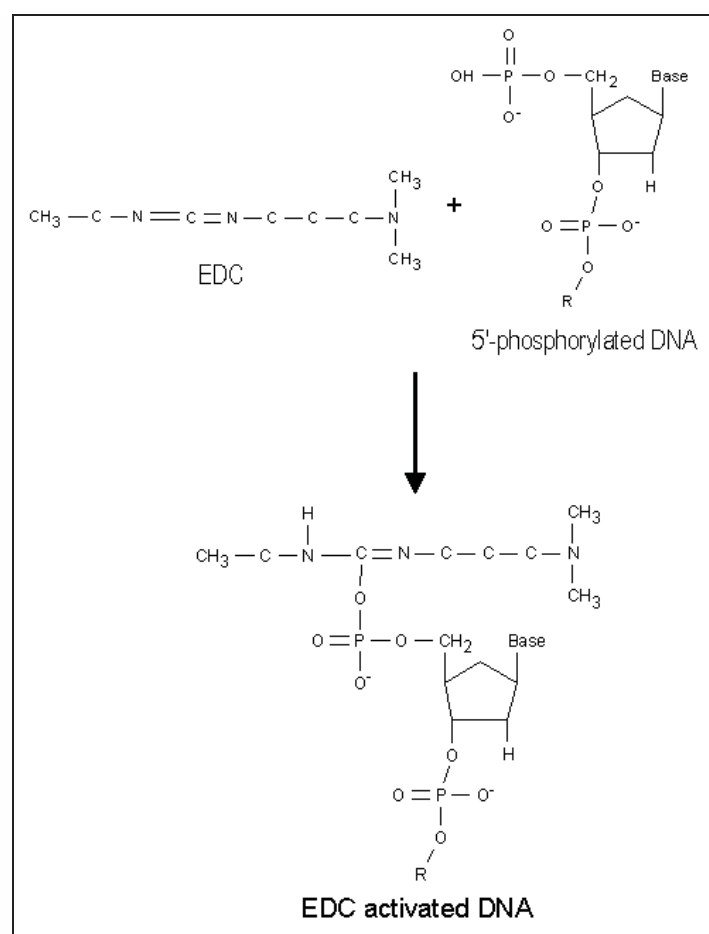 O
OH P O CH₂ Base
O⁻
O H
CH₃
CH₃ C N C N C C C N +
CH₃
O P O⁻
O
R
EDC
5'-phosphorylated DNA
H
CH₃
CH₃ C N C N C C C N
CH₃
O
O P O CH₂ Base
O⁻
H
O
O P O⁻
O
R
EDC activated DNA